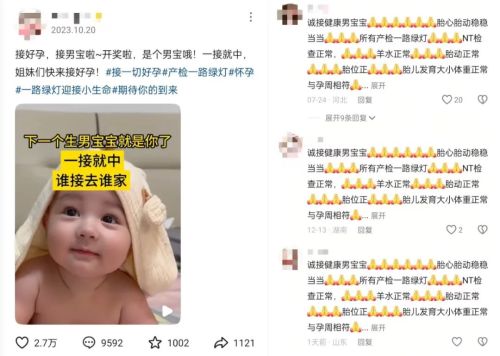 2023.10.20
接好孕，接男宝啦~开奖啦，是个男宝哦！一接就中，
姐妹们快来接好孕！#接一切好孕#产检一路绿灯#怀孕
#一路绿灯迎接小生命#期待你的到来
下一个生男宝宝就是你了
一接就中
谁接去谁家
2.7万 9592 1002 1121
诚接健康男宝宝🙏🙏🙏🙏🙏胎心胎动稳稳
当当🙏🙏🙏所有产检一路绿灯🙏🙏🙏NT检
查正常，🙏🙏🙏羊水正常🙏🙏🙏胎动正常
🙏🙏🙏胎位正🙏🙏🙏胎儿发育大小体重正常
与孕周相符🙏... 展开
07-24 · 河北 回复 20
展开9条回复
诚接健康男宝宝🙏🙏🙏🙏🙏胎心胎动稳稳
当当🙏🙏🙏所有产检一路绿灯🙏🙏🙏NT检
查正常，🙏🙏🙏羊水正常🙏🙏🙏胎动正常
🙏🙏🙏胎位正🙏🙏🙏胎儿发育大小体重正常
与孕周相符🙏... 展开
12-13 · 湖南 回复
诚接健康男宝宝🙏🙏🙏🙏🙏胎心胎动稳稳
当当🙏🙏🙏所有产检一路绿灯🙏🙏🙏NT检
查正常，🙏🙏🙏羊水正常🙏🙏🙏胎动正常
🙏🙏🙏胎位正🙏🙏🙏胎儿发育大小体重正常
与孕周相符🙏... 展开
1天前 · 山东 回复